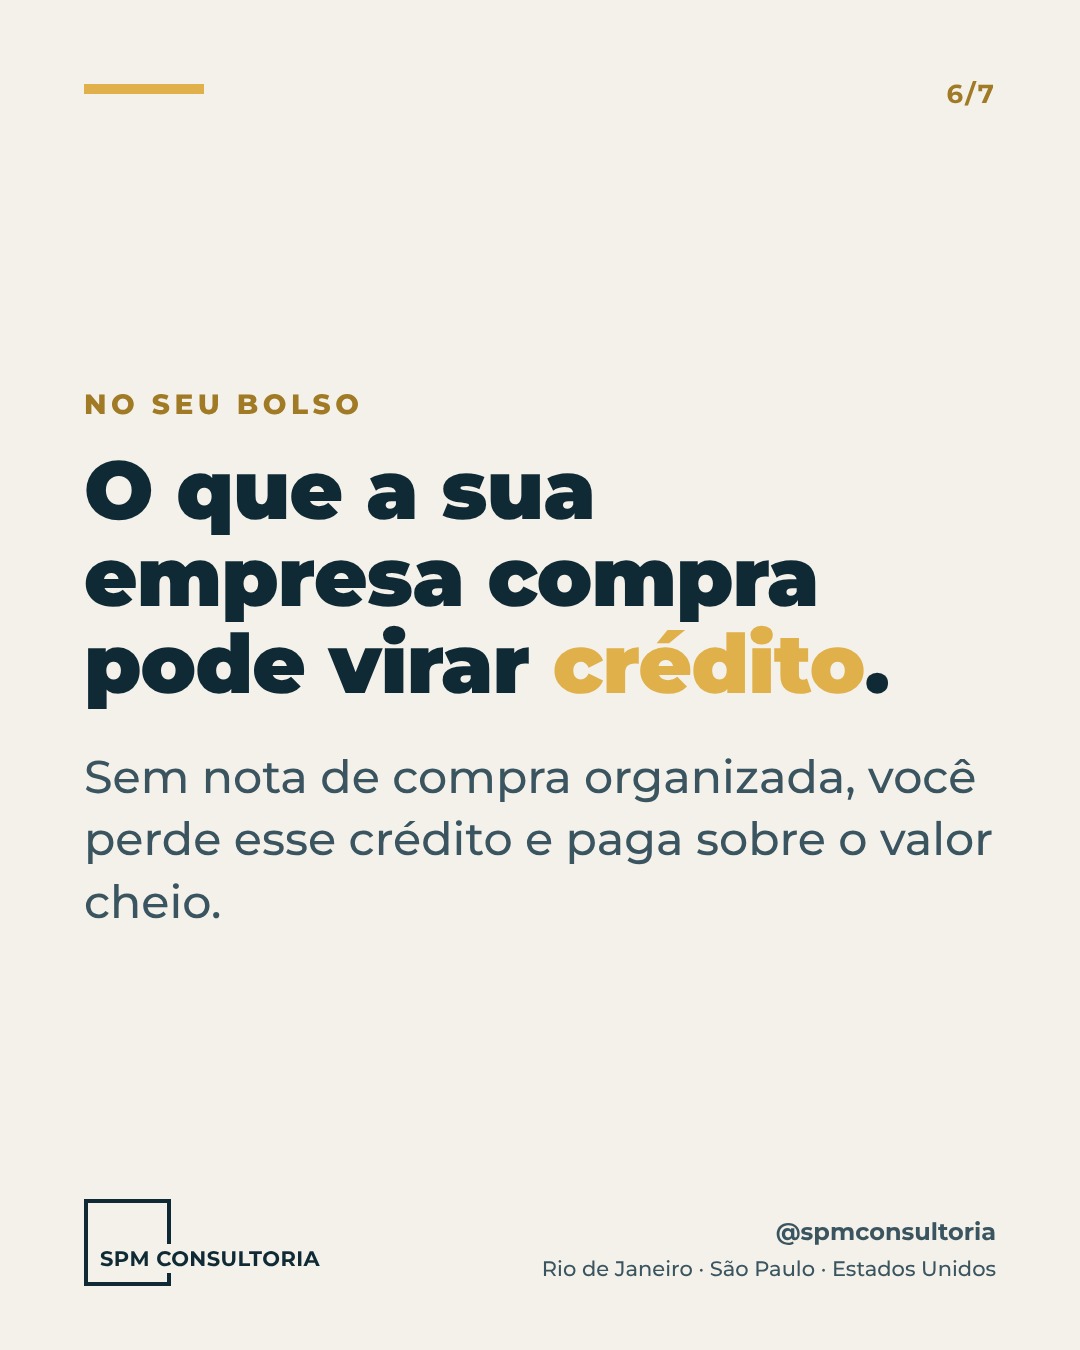 6/7
NO SEU BOLSO
O que a sua
empresa compra
pode virar crédito.
Sem nota de compra organizada, você
perde esse crédito e paga sobre o valor
cheio.
SPM CONSULTORIA
@spmconsultoria
Rio de Janeiro · São Paulo · Estados Unidos